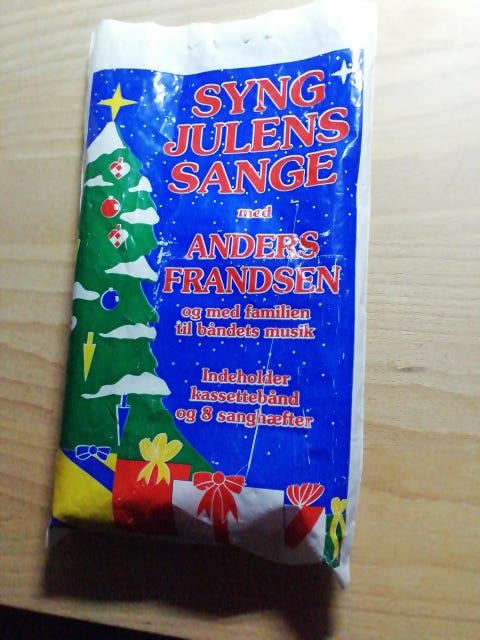 SYNG
JULENS
SANGE
med
ANDERS
FRANDSEN
og med familien
til båndets musik
Indeholder
kassettebånd
og 8 sanghæfter